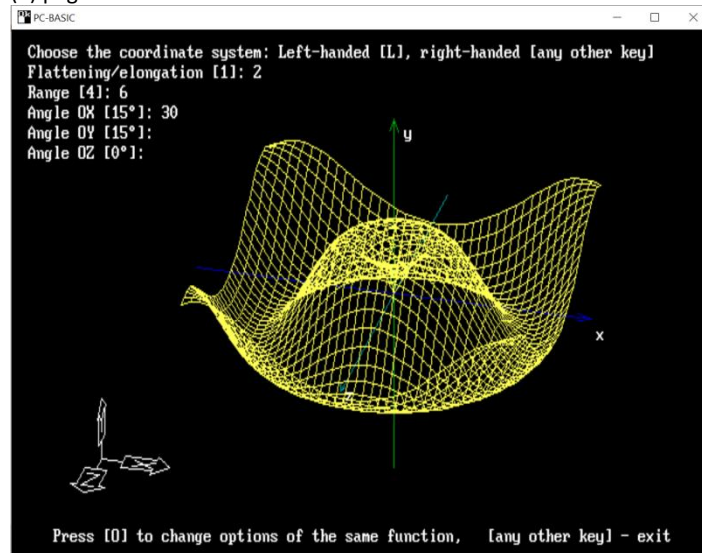 PC-BASIC
Choose the coordinate system: Left-handed [L], right-handed [any other key]
Flattening/elongation [1]: 2
Range [4]: 6
Angle OX [15°]: 30
Angle OY [15°]:
Angle OZ [0°]:
y
x
z
X
Z
Press [O] to change options of the same function, [any other key] - exit